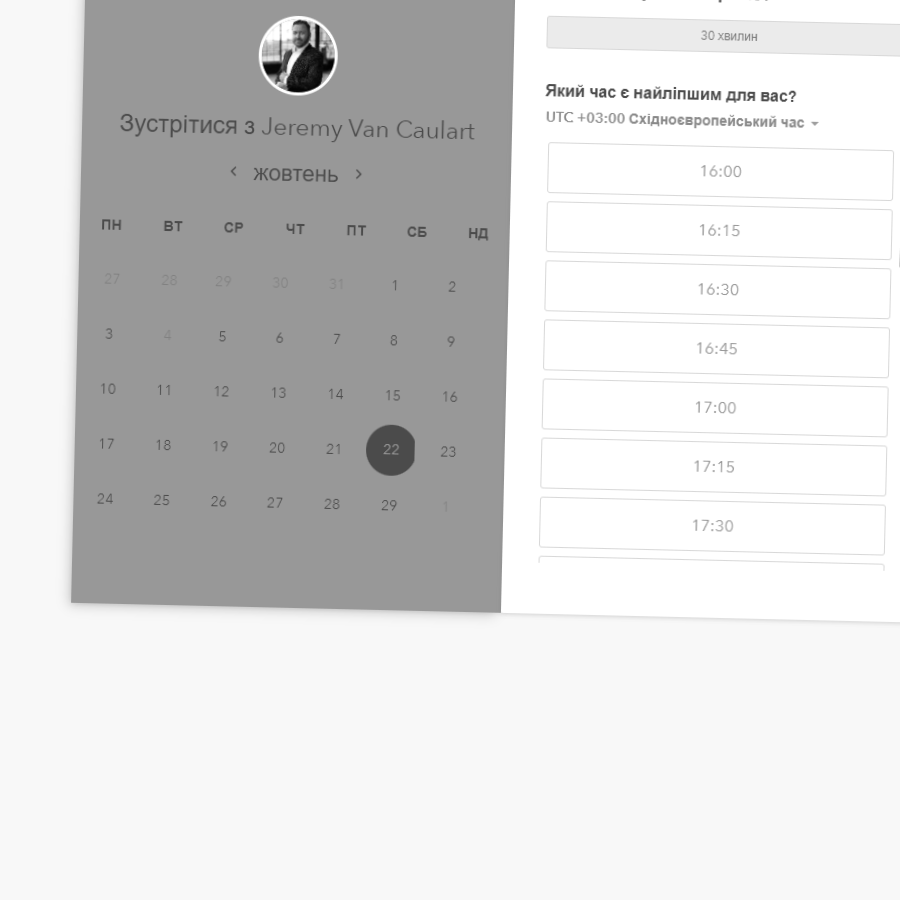 Зустрітися з Jeremy Van Caulart
жовтень
ПН ВТ СР ЧТ ПТ СБ НД
27 28 29 30 31 1 2
3 4 5 6 7 8 9
10 11 12 13 14 15 16
17 18 19 20 21 22 23
24 25 26 27 28 29 1
30 хвилин
Який час є найліпшим для вас?
UTC +03:00 Східноєвропейський час
16:00
16:15
16:30
16:45
17:00
17:15
17:30